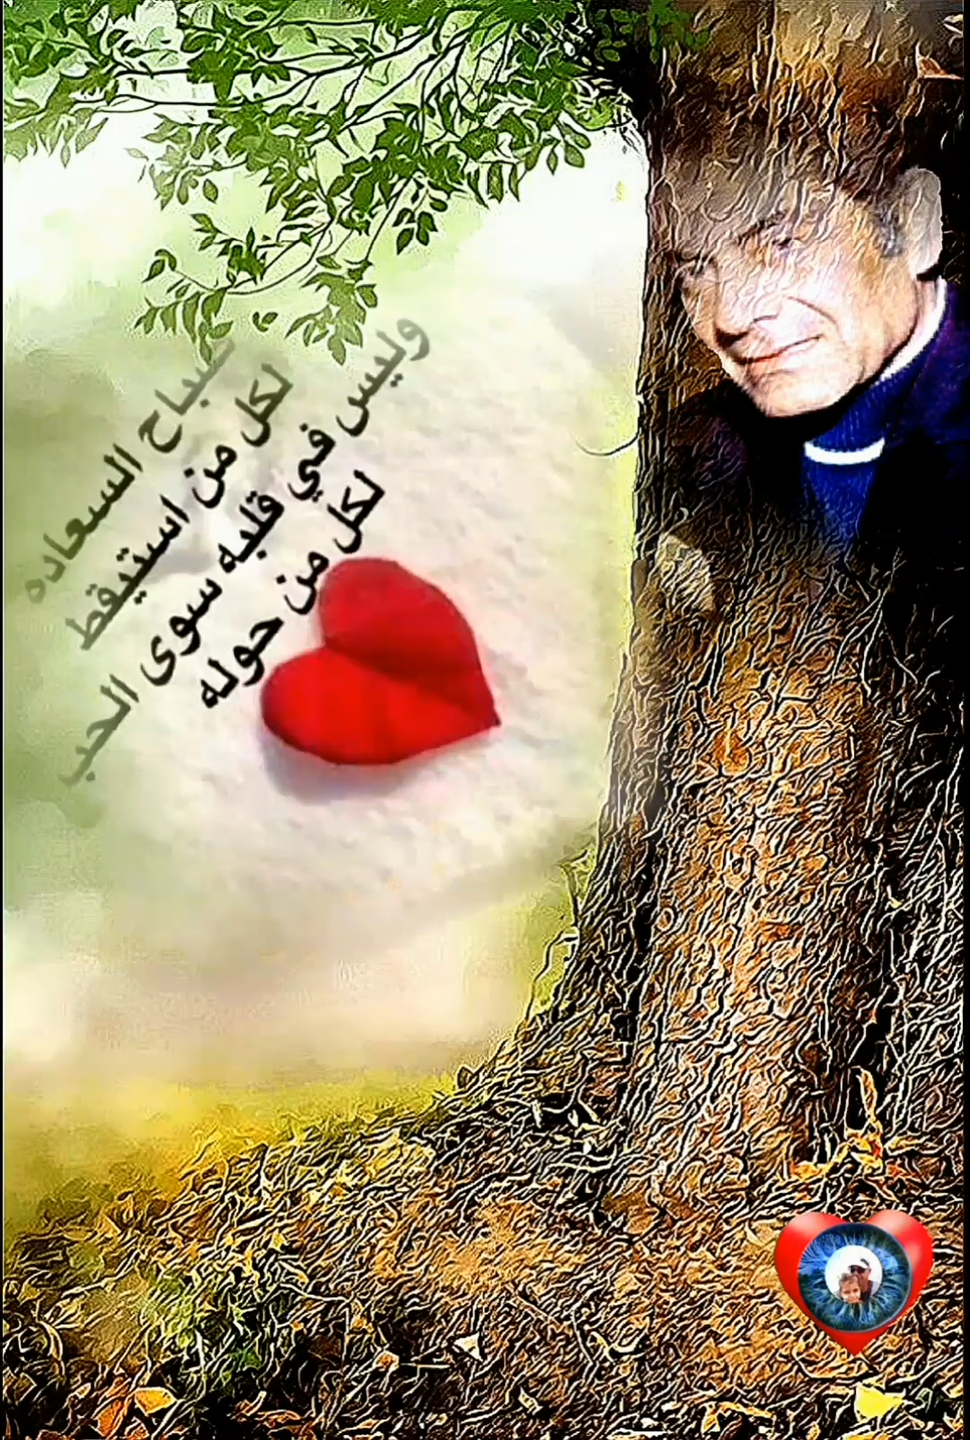 صباح السعاده
لكل من استيقظ
وليس في قلبه سوى الحب
لكل من حوله